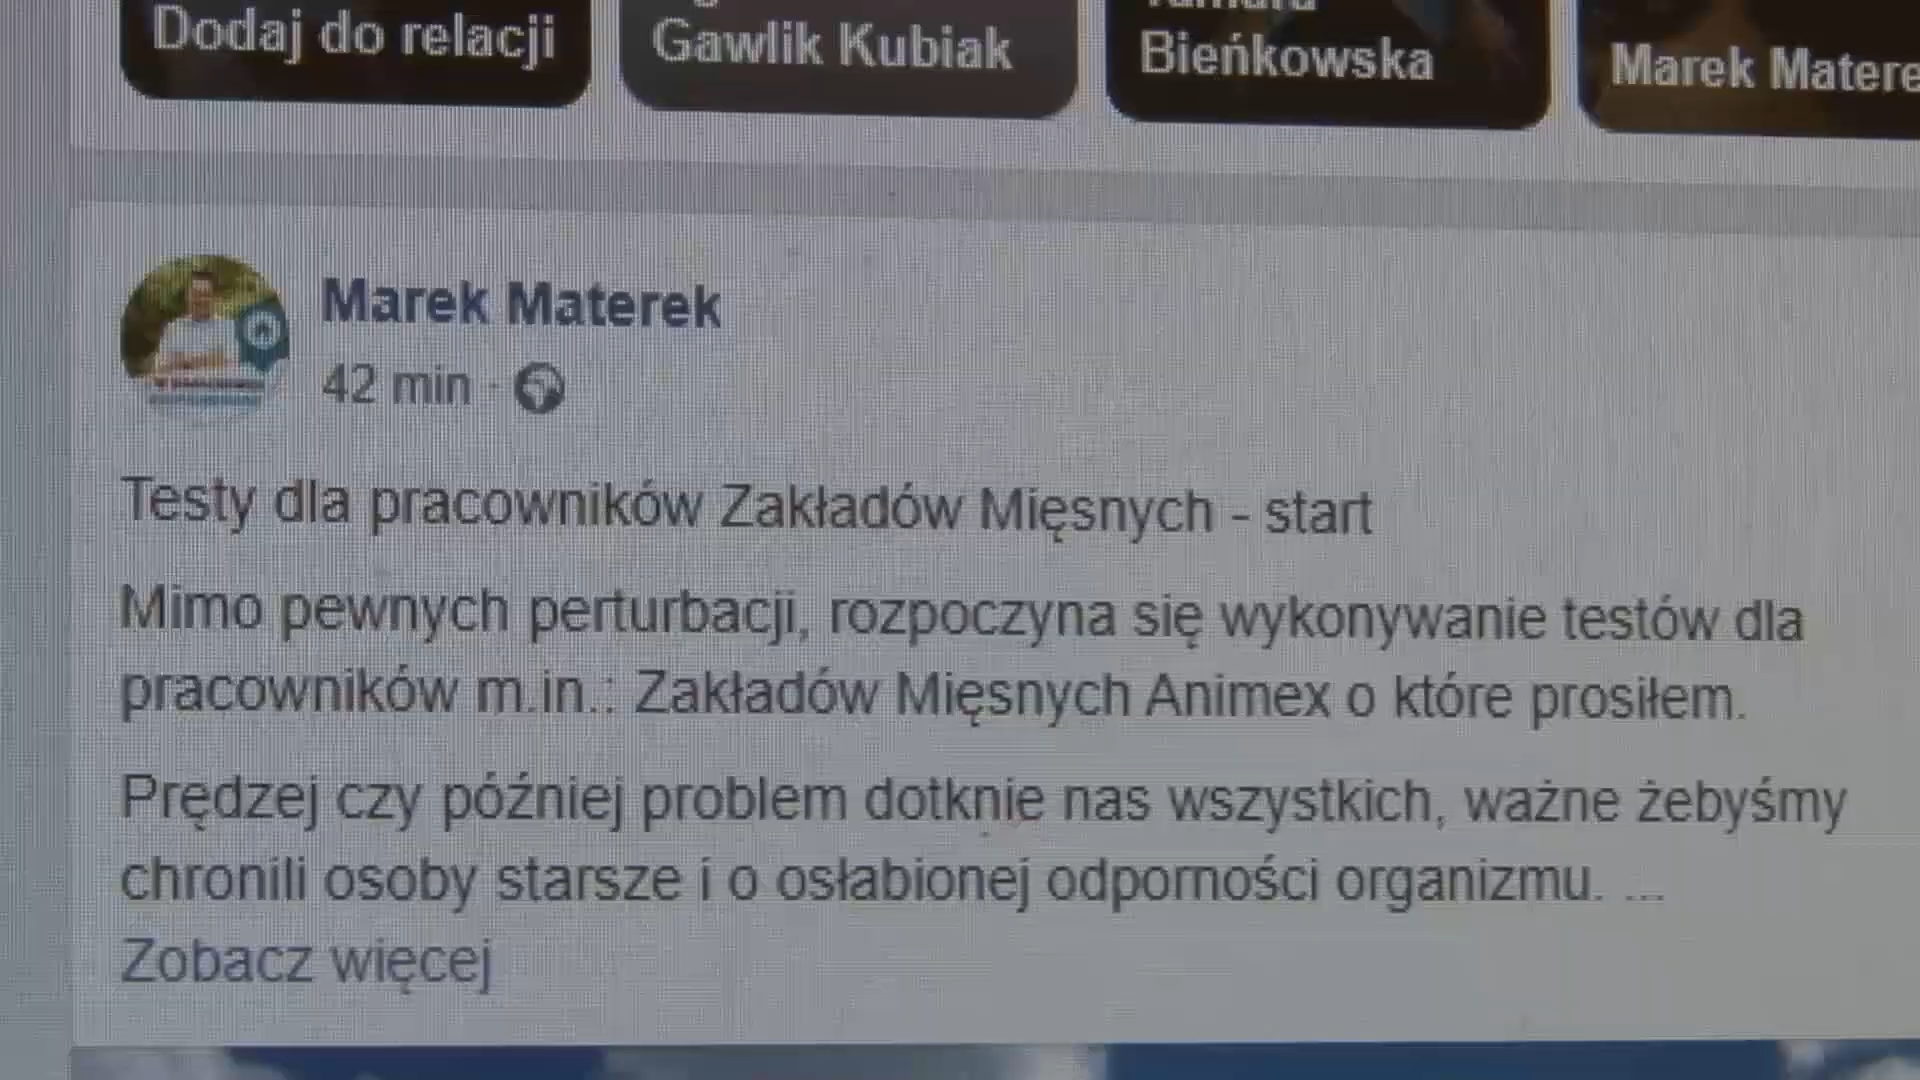 Dodaj do relacji
Gawlik Kubiak
Bieńkowska
Marek Matere
Marek Materek
42 min ·
Testy dla pracowników Zakładów Mięsnych - start
Mimo pewnych perturbacji, rozpoczyna się wykonywanie testów dla
pracowników m.in.: Zakładów Mięsnych Animex o które prosiłem.
Prędzej czy później problem dotknie nas wszystkich, ważne żebyśmy
chronili osoby starsze i o osłabionej odporności organizmu. ...
Zobacz więcej